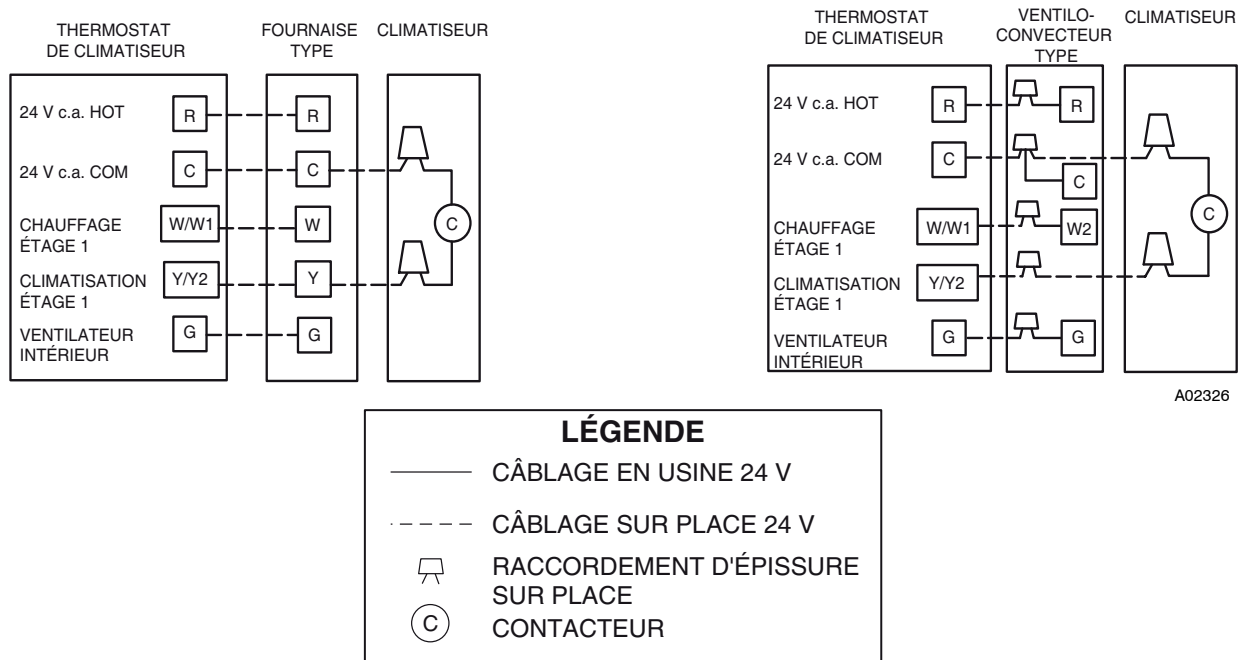 THERMOSTAT
DE CLIMATISEUR
FOURNAISE
TYPE
CLIMATISEUR
24 V c.a. HOT
R
R
24 V c.a. COM
C
C
CHAUFFAGE
ÉTAGE 1
W/W1
W
C
CLIMATISATION
ÉTAGE 1
Y/Y2
Y
VENTILATEUR
INTÉRIEUR
G
G
THERMOSTAT
DE CLIMATISEUR
VENTILO-
CONVECTEUR
TYPE
CLIMATISEUR
24 V c.a. HOT
R
R
24 V c.a. COM
C
C
CHAUFFAGE
ÉTAGE 1
W/W1
W2
C
CLIMATISATION
ÉTAGE 1
Y/Y2
VENTILATEUR
INTÉRIEUR
G
G
A02326
LÉGENDE
CÂBLAGE EN USINE 24 V
CÂBLAGE SUR PLACE 24 V
RACCORDEMENT D'ÉPISSURE
SUR PLACE
C
CONTACTEUR